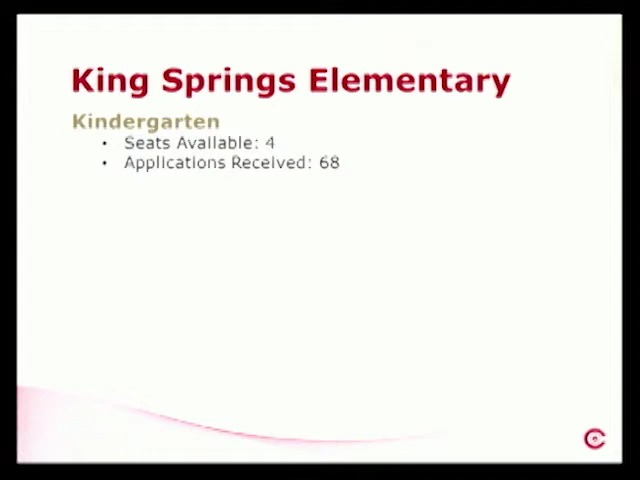 King Springs Elementary
Kindergarten
• Seats Available: 4
• Applications Received: 68